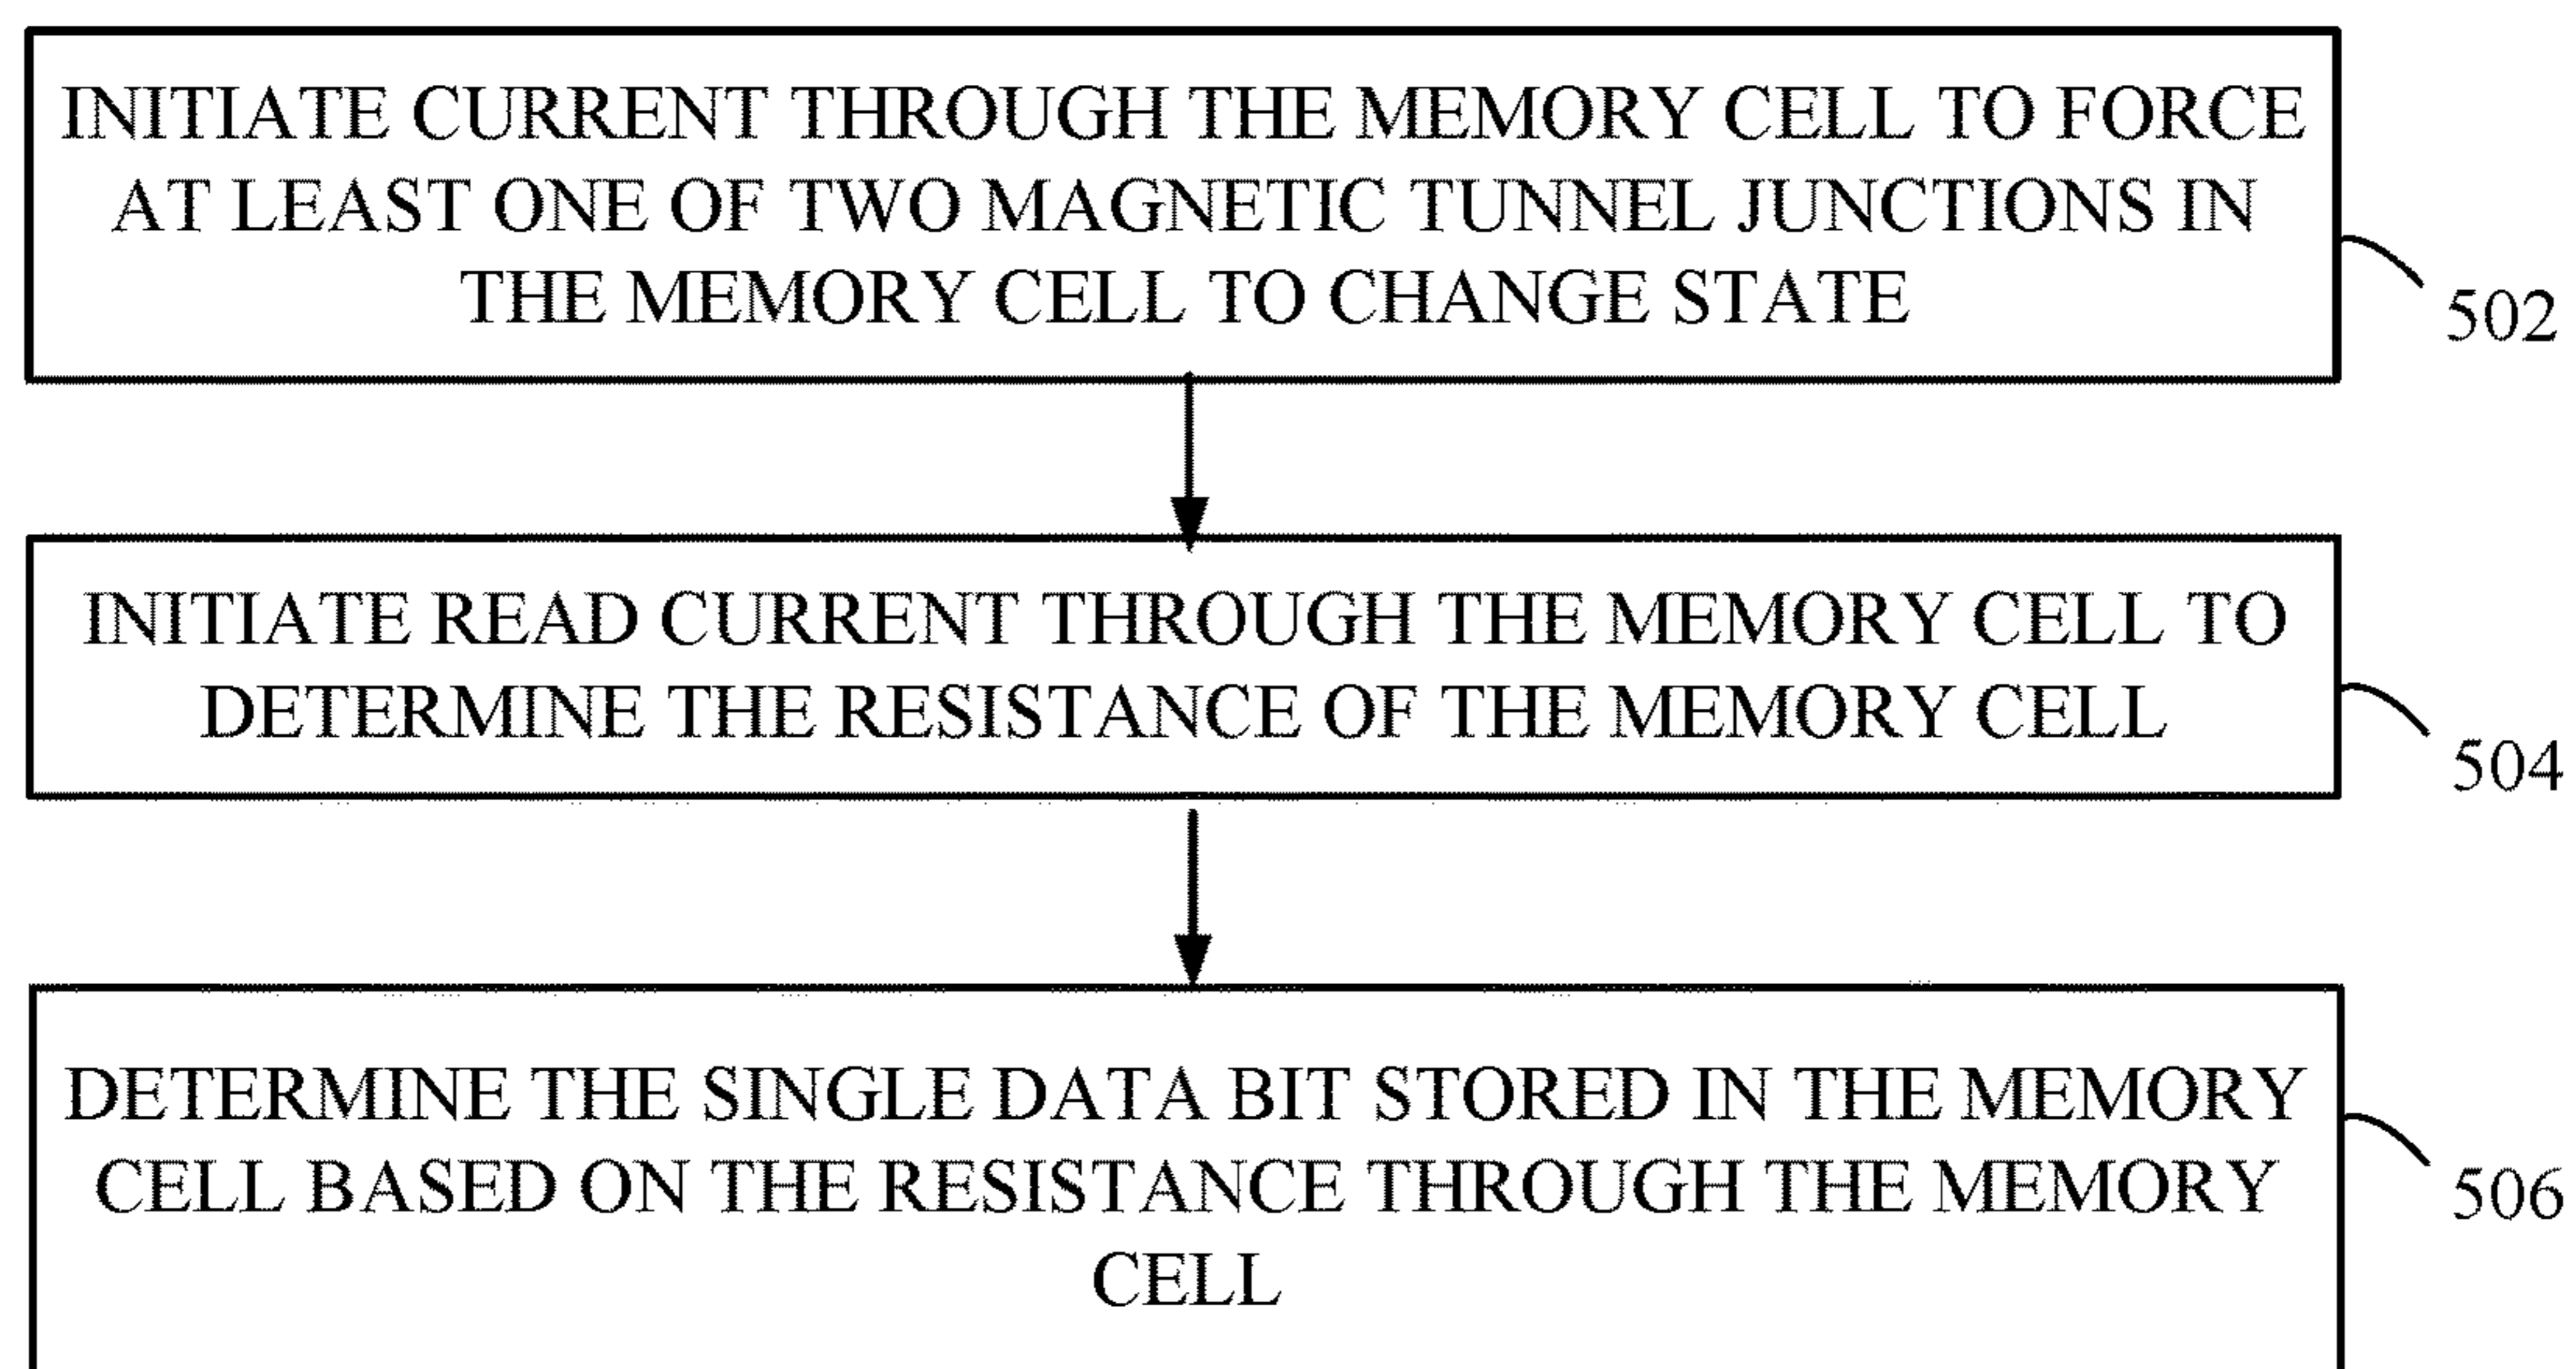 INITIATE CURRENT THROUGH THE MEMORY CELL TO FORCE
AT LEAST ONE OF TWO MAGNETIC TUNNEL JUNCTIONS IN
THE MEMORY CELL TO CHANGE STATE
502
INITIATE READ CURRENT THROUGH THE MEMORY CELL TO
DETERMINE THE RESISTANCE OF THE MEMORY CELL
504
DETERMINE THE SINGLE DATA BIT STORED IN THE MEMORY
CELL BASED ON THE RESISTANCE THROUGH THE MEMORY
CELL
506